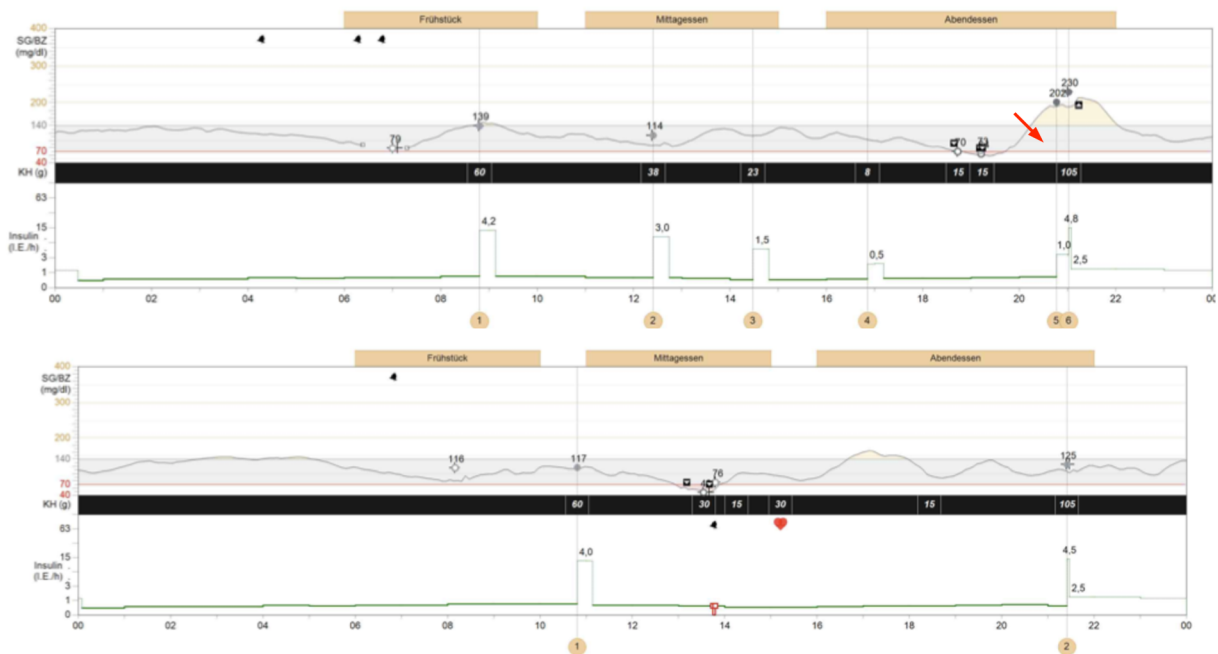 Frühstück Mittagessen Abendessen
400
SG/BZ
(mg/dl)
300
230
200
202
139
140
114
79
70
73
70
40
KH (g) 60 38 23 8 15 15 105
63
15
4,8
4,2
Insulin
(I.E./h)
3,0
1,5
1,0
0,5
2,5
3
1
0
00 02 04 06 08 10 12 14 16 18 20 22 00
1 2 3 4 5 6
Frühstück Mittagessen Abendessen
400
SG/BZ
(mg/dl)
300
200
140
116
117
125
76
70
40
KH (g) 60 30 15 30 15 105
63
15
4,0
4,5
Insulin
(I.E./h)
2,5
3
1
0
00 02 04 06 08 10 12 14 16 18 20 22 00
1 2